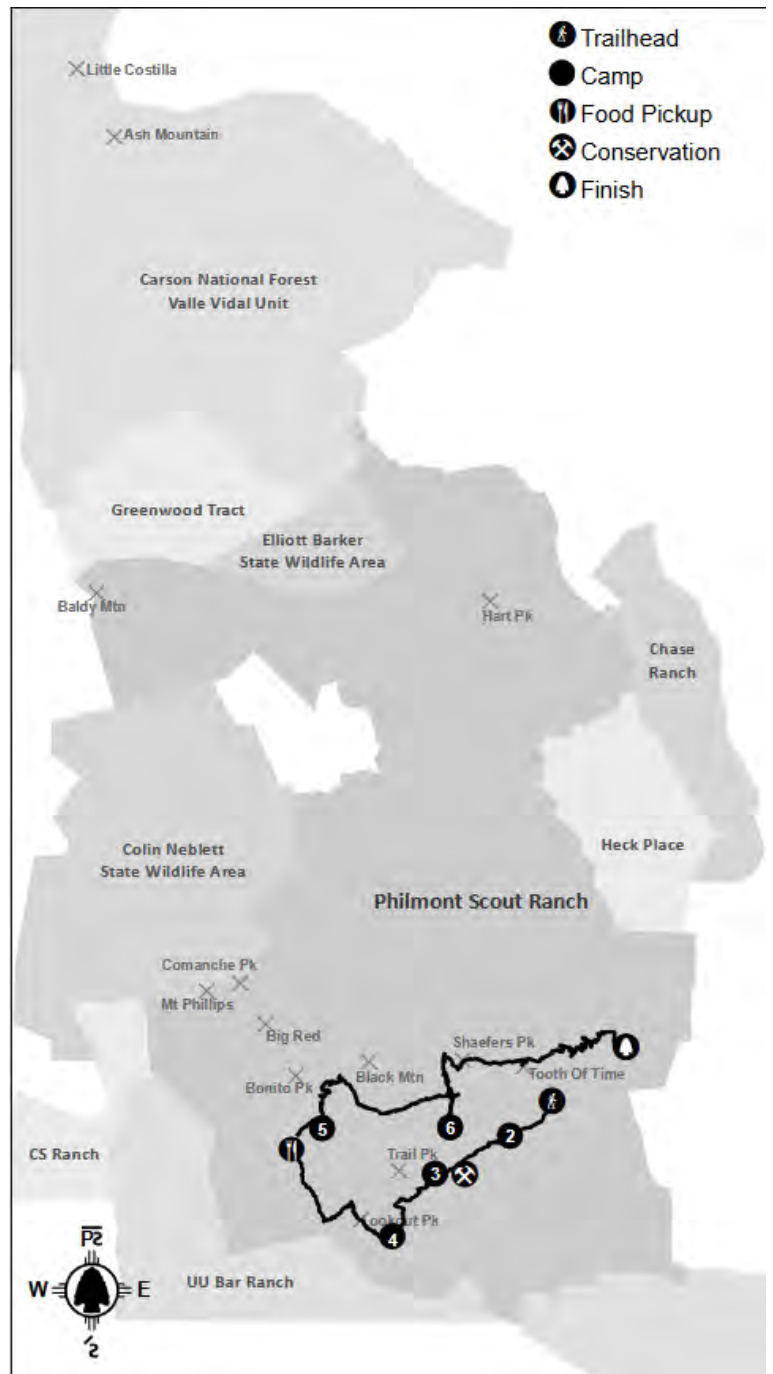 Trailhead
Camp
Food Pickup
Conservation
Finish
Little Costilla
Ash Mountain
Carson National Forest
Valle Vidal Unit
Greenwood Tract
Elliott Barker
State Wildlife Area
Baldy Mtn
Hart Pk
Chase
Ranch
Heck Place
Colin Neblett
State Wildlife Area
Philmont Scout Ranch
Comanche Pk
Mt Phillips
Big Red
Shaefers Pk
Black Mtn
Tooth Of Time
Bonito Pk
5
6
2
CS Ranch
Trail Pk
3
Lookout Pk
4
W
E
UU Bar Ranch